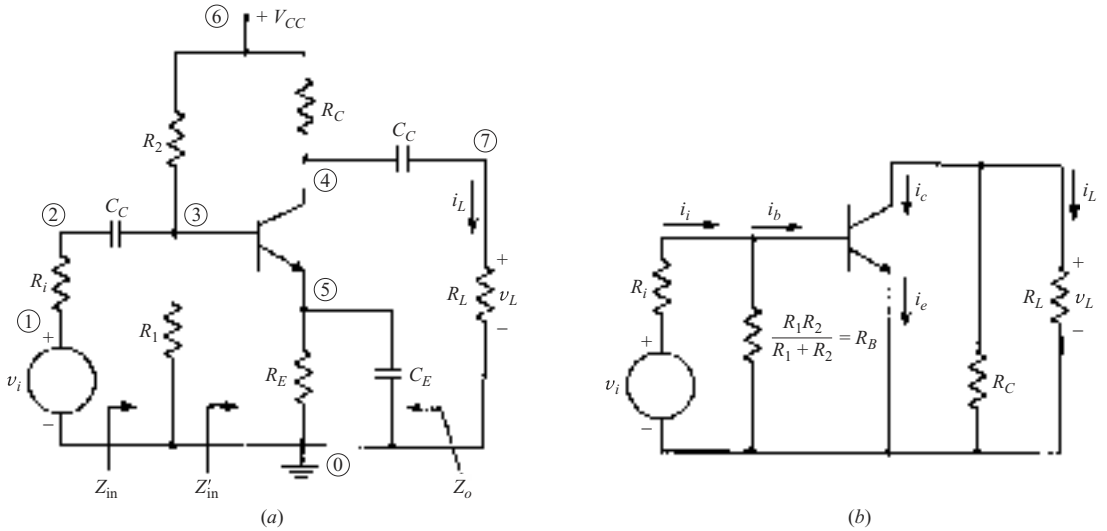 ⑥ + V_CC
R_C
R_2
C_C
⑦
④
i_L
② C_C ③
R_i
⑤
+
R_L v_L
−
R_1
①
+
v_i
−
R_E C_E
⓪
Z_in Z'_in Z_o
(a)
i_i i_b i_c i_L
R_i
+
R_L v_L
−
i_e
R_1R_2 / R_1 + R_2 = R_B
+
v_i
−
R_C
(b)